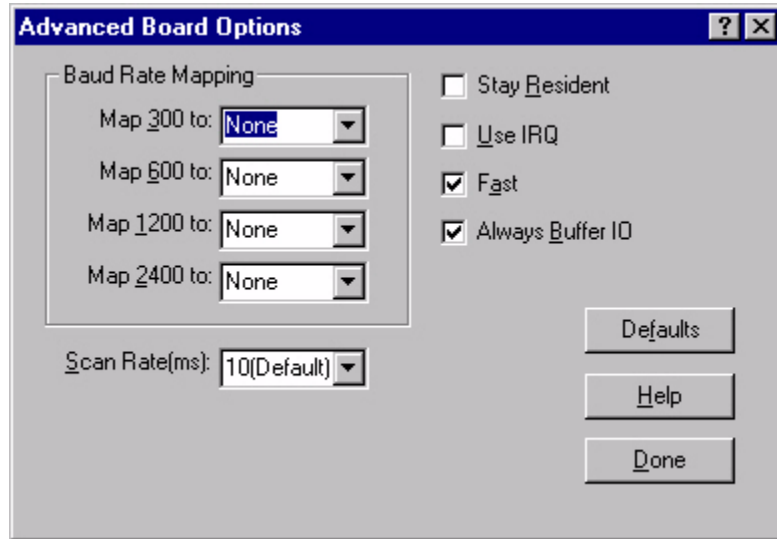 Advanced Board Options
Baud Rate Mapping
Map 300 to: None
Map 600 to: None
Map 1200 to: None
Map 2400 to: None
Scan Rate(ms): 10(Default)
Stay Resident
Use IRQ
Fast
Always Buffer IO
Defaults
Help
Done